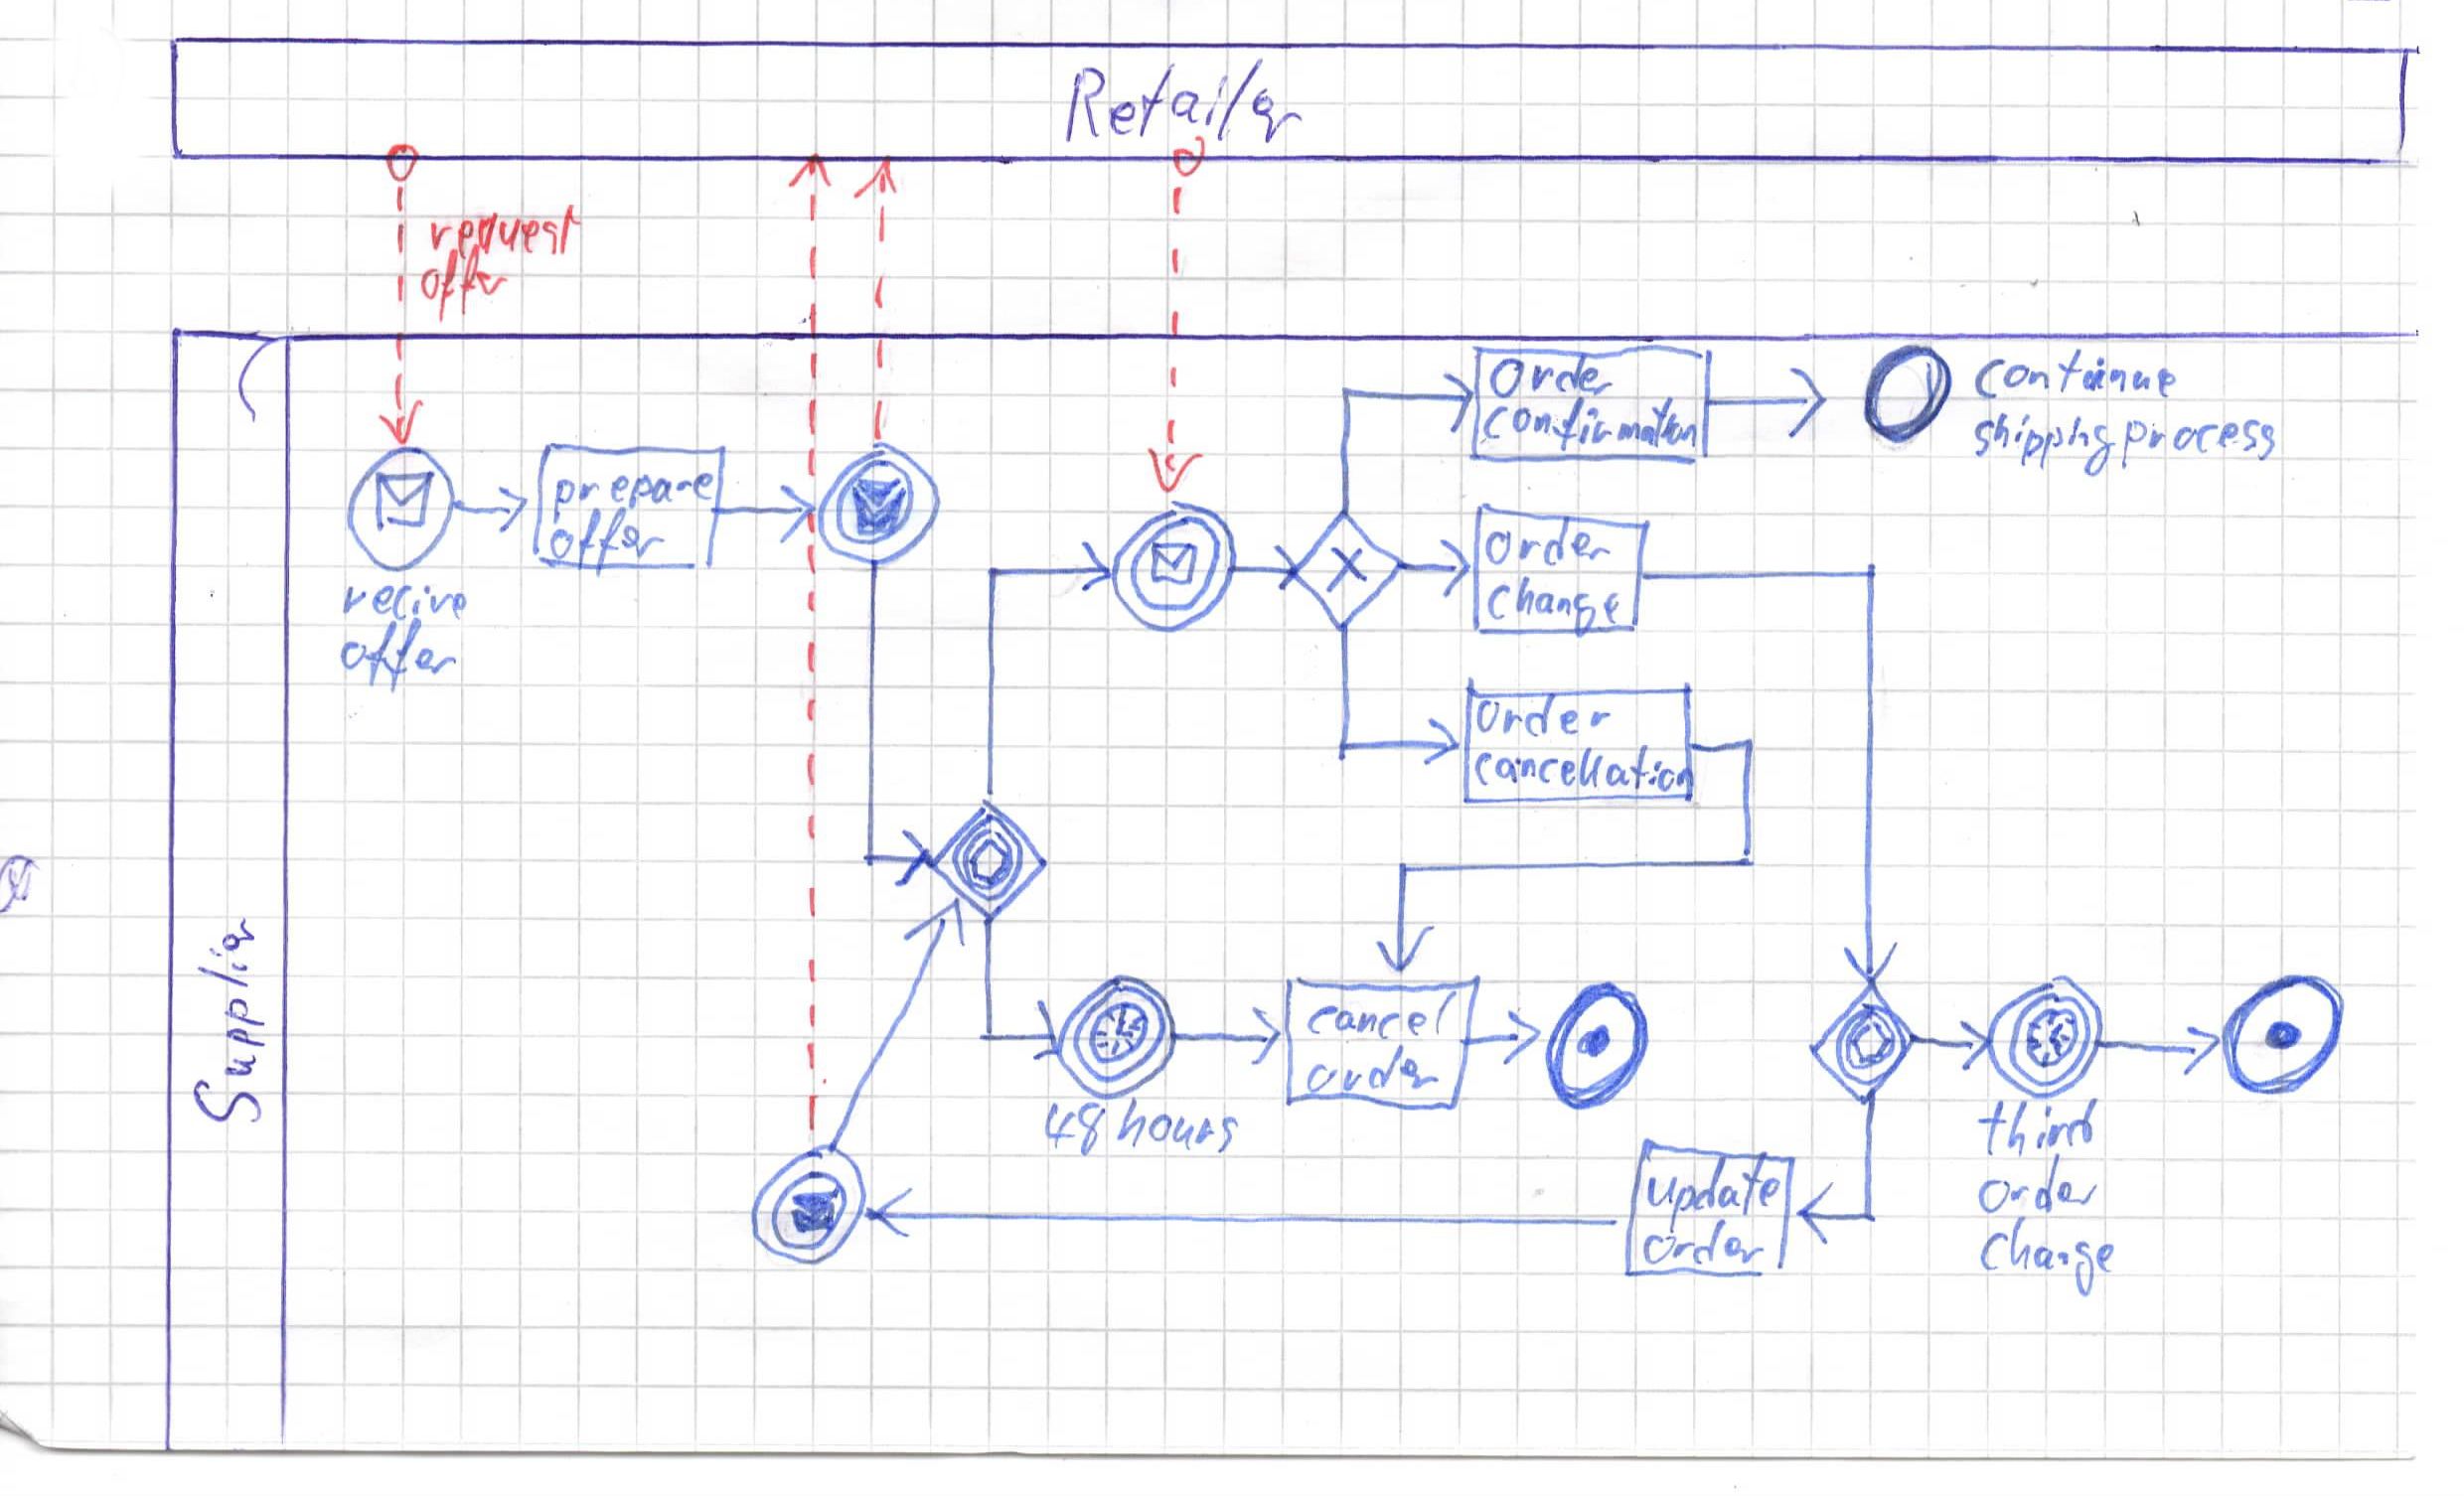 Retailer
request
offer
recive
offer
prepare
offer
Order
confirmation
continue
shipping process
Order
change
Order
cancellation
Supplier
48 hours
cancel
order
third
order
change
update
order